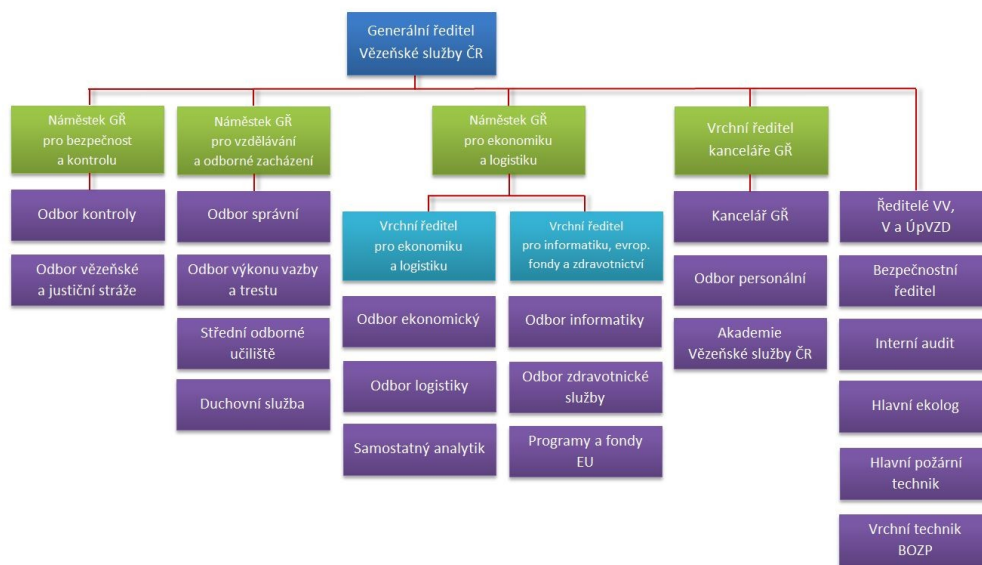 Generální ředitel
Vězeňské služby ČR
Náměstek GŘ
pro bezpečnost
a kontrolu
Odbor kontroly
Odbor vězeňské
a justiční stráže
Náměstek GŘ
pro vzdělávání
a odborné zacházení
Odbor správní
Odbor výkonu vazby
a trestu
Střední odborné
učiliště
Duchovní služba
Náměstek GŘ
pro ekonomiku
a logistiku
Vrchní ředitel
pro ekonomiku
a logistiku
Odbor ekonomický
Odbor logistiky
Samostatný analytik
Vrchní ředitel
pro informatiku, evrop.
fondy a zdravotnictví
Odbor informatiky
Odbor zdravotnické
služby
Programy a fondy
EU
Vrchní ředitel
kanceláře GŘ
Kancelář GŘ
Odbor personální
Akademie
Vězeňské služby ČR
Ředitelé VV,
V a ÚpVZD
Bezpečnostní
ředitel
Interní audit
Hlavní ekolog
Hlavní požární
technik
Vrchní technik
BOZP